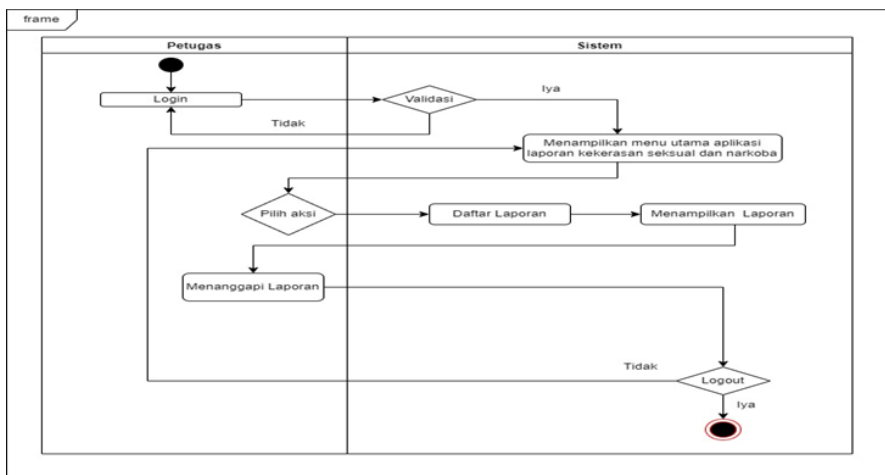 frame
Petugas
Sistem
Login
Validasi
Iya
Tidak
Menampilkan menu utama aplikasi
laporan kekerasan seksual dan narkoba
Pilih aksi
Daftar Laporan
Menampilkan Laporan
Menanggapi Laporan
Tidak
Logout
Iya